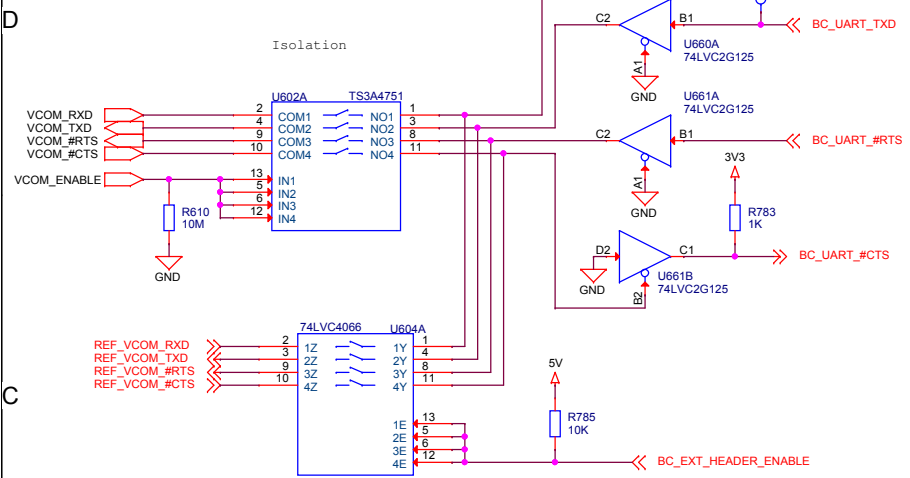 D
C2
B1
BC_UART_TXD
Isolation
U660A
74LVC2G125
A1
GND
U602A
TS3A4751
U661A
74LVC2G125
VCOM_RXD
2
COM1
NO1
1
VCOM_TXD
4
COM2
NO2
3
C2
B1
VCOM_#RTS
9
COM3
NO3
8
BC_UART_#RTS
VCOM_#CTS
10
COM4
NO4
11
3V3
VCOM_ENABLE
13
IN1
A1
5
IN2
6
IN3
GND
12
IN4
R610
10M
R783
1K
GND
D2
C1
BC_UART_#CTS
GND
B2
U661B
74LVC2G125
74LVC4066
U604A
REF_VCOM_RXD
2
1Z
1Y
1
REF_VCOM_TXD
3
2Z
2Y
4
REF_VCOM_#RTS
9
3Z
3Y
8
REF_VCOM_#CTS
10
4Z
4Y
11
5V
C
R785
10K
1E
13
2E
5
3E
6
4E
12
BC_EXT_HEADER_ENABLE